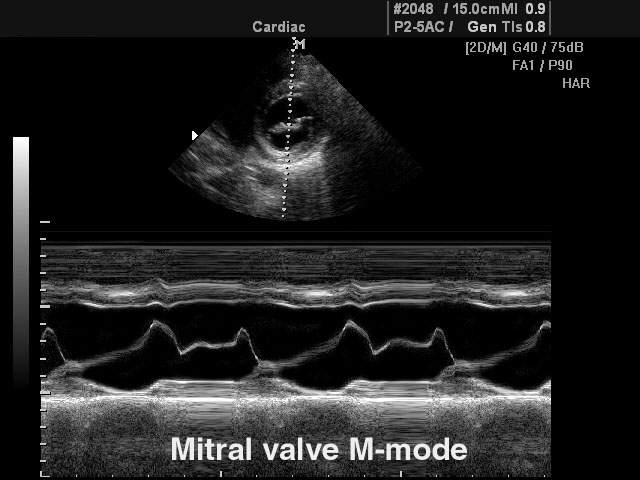 #2048 / 15.0cm MI 0.9
Cardiac P2-5AC / Gen TIs 0.8
M [2D/M] G40 / 75dB
FA1 / P90
HAR
Mitral valve M-mode